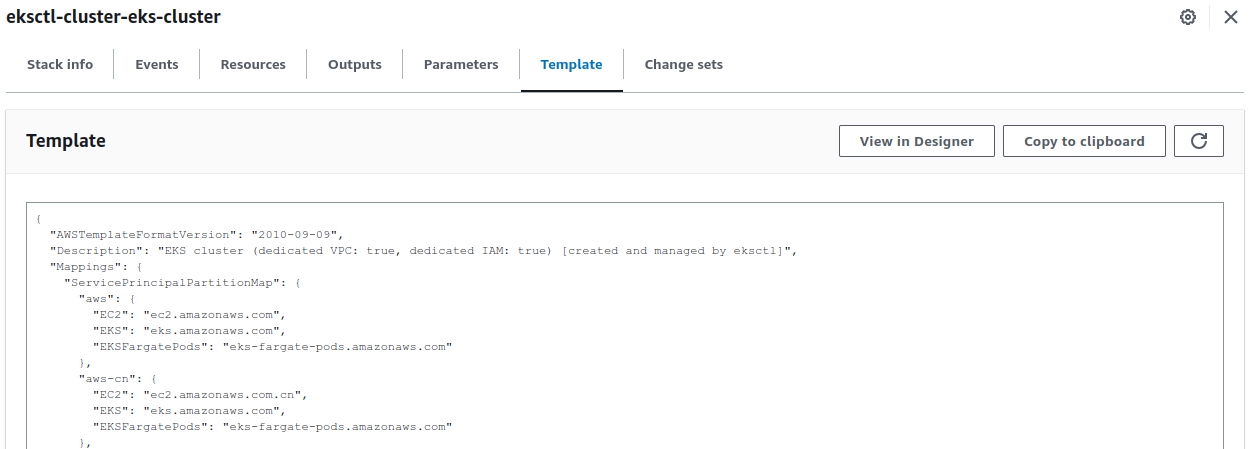 eksctl-cluster-eks-cluster
Stack info Events Resources Outputs Parameters Template Change sets
Template View in Designer Copy to clipboard
{
"AWSTemplateFormatVersion": "2010-09-09",
"Description": "EKS cluster (dedicated VPC: true, dedicated IAM: true) [created and managed by eksctl]",
"Mappings": {
"ServicePrincipalPartitionMap": {
"aws": {
"EC2": "ec2.amazonaws.com",
"EKS": "eks.amazonaws.com",
"EKSFargatePods": "eks-fargate-pods.amazonaws.com"
},
"aws-cn": {
"EC2": "ec2.amazonaws.com.cn",
"EKS": "eks.amazonaws.com",
"EKSFargatePods": "eks-fargate-pods.amazonaws.com"
},